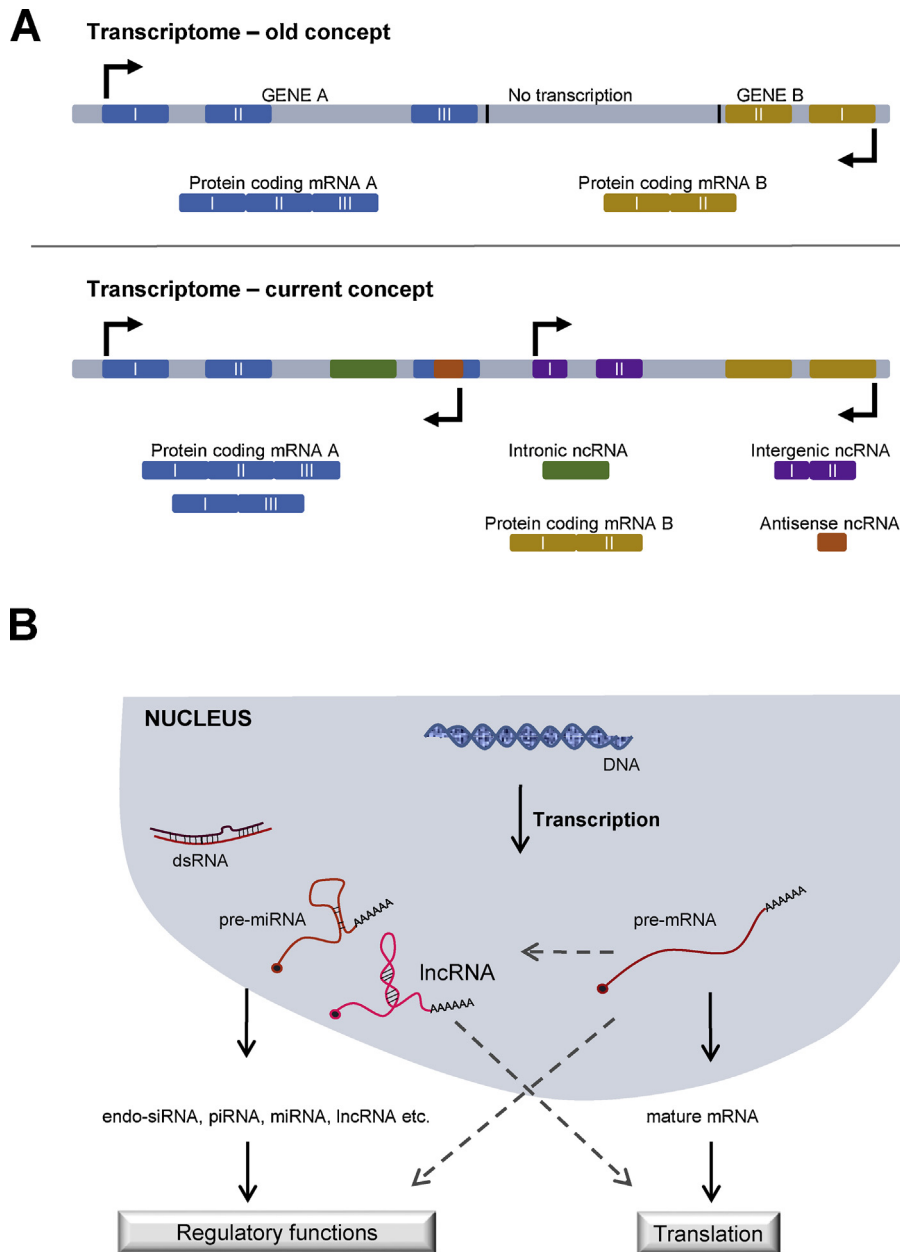 A
Transcriptome – old concept
GENE A
No transcription
GENE B
I II III II I
Protein coding mRNA A
I II III
Protein coding mRNA B
I II
Transcriptome – current concept
I II I II
Protein coding mRNA A
I II III
I III
Intronic ncRNA
Protein coding mRNA B
I II
Intergenic ncRNA
I II
Antisense ncRNA
B
NUCLEUS
DNA
Transcription
dsRNA
pre-miRNA
AAAAAA
lncRNA
AAAAAA
pre-mRNA
AAAAAA
endo-siRNA, piRNA, miRNA, lncRNA etc.
mature mRNA
Regulatory functions
Translation